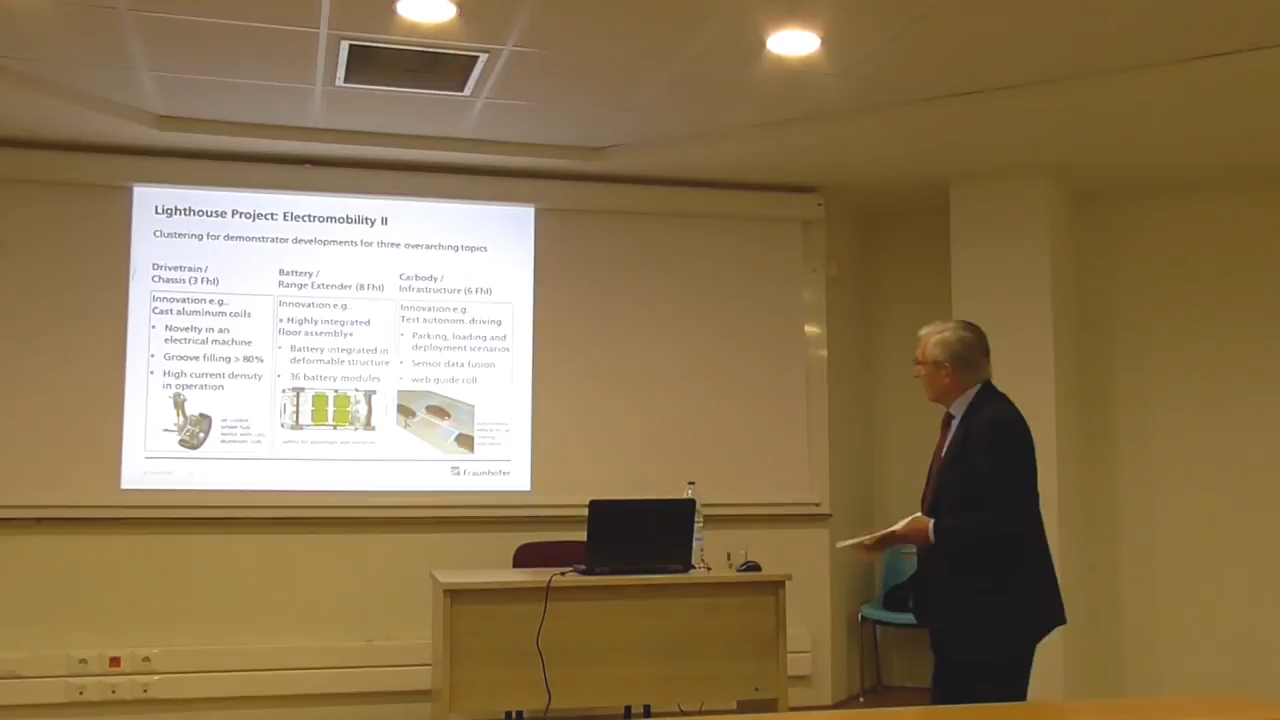 Lighthouse Project: Electromobility II
Clustering for demonstrator developments for three overarching topics
Drivetrain /
Chassis (3 FhI)
Innovation e.g..
Cast aluminum coils
• Novelty in an
electrical machine
• Groove filling > 80%
• High current density
in operation
Battery /
Range Extender (8 FhI)
Innovation e.g..
» Highly integrated
floor assembly«
• Battery integrated in
deformable structure
• 36 battery modules
Carbody /
Infrastructure (6 FhI)
Innovation e.g.
Test autonom. driving
• Parking, loading and
deployment scenarios
• Sensor data fusion
• web guide roll
Fraunhofer